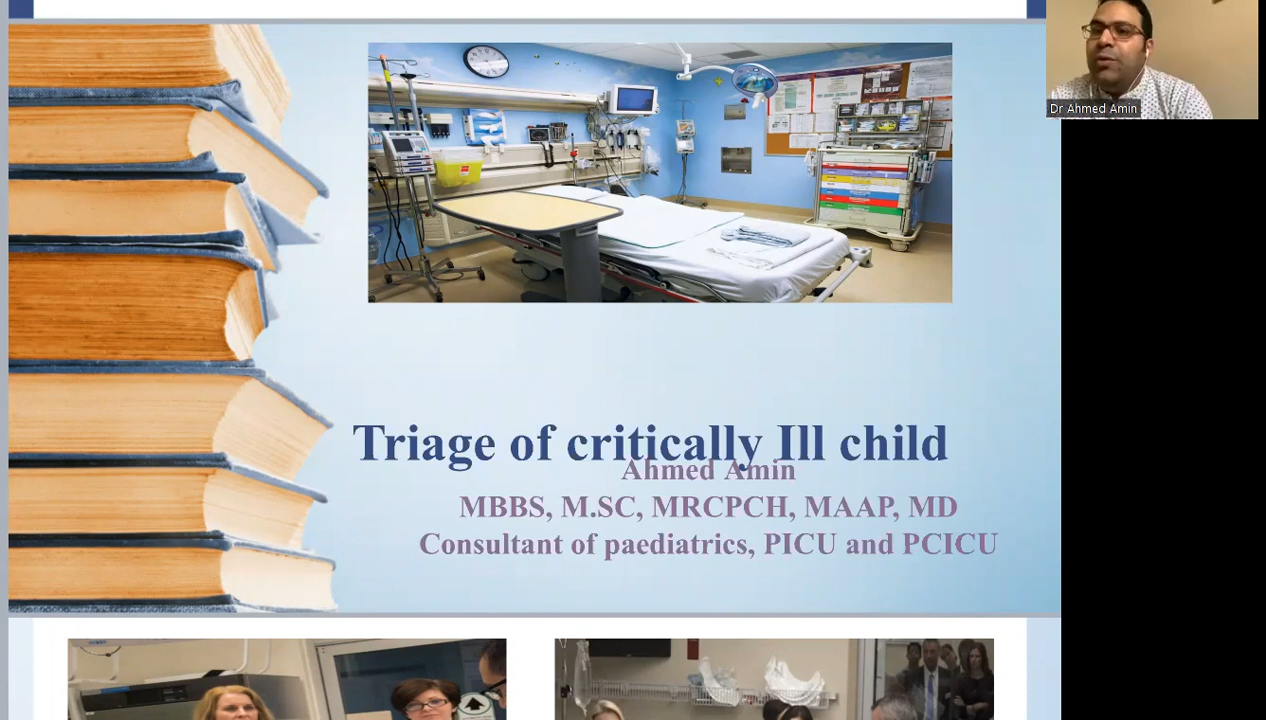 Dr Ahmed Amin
Triage of critically Ill child
Ahmed Amin
MBBS, M.SC, MRCPCH, MAAP, MD
Consultant of paediatrics, PICU and PCICU